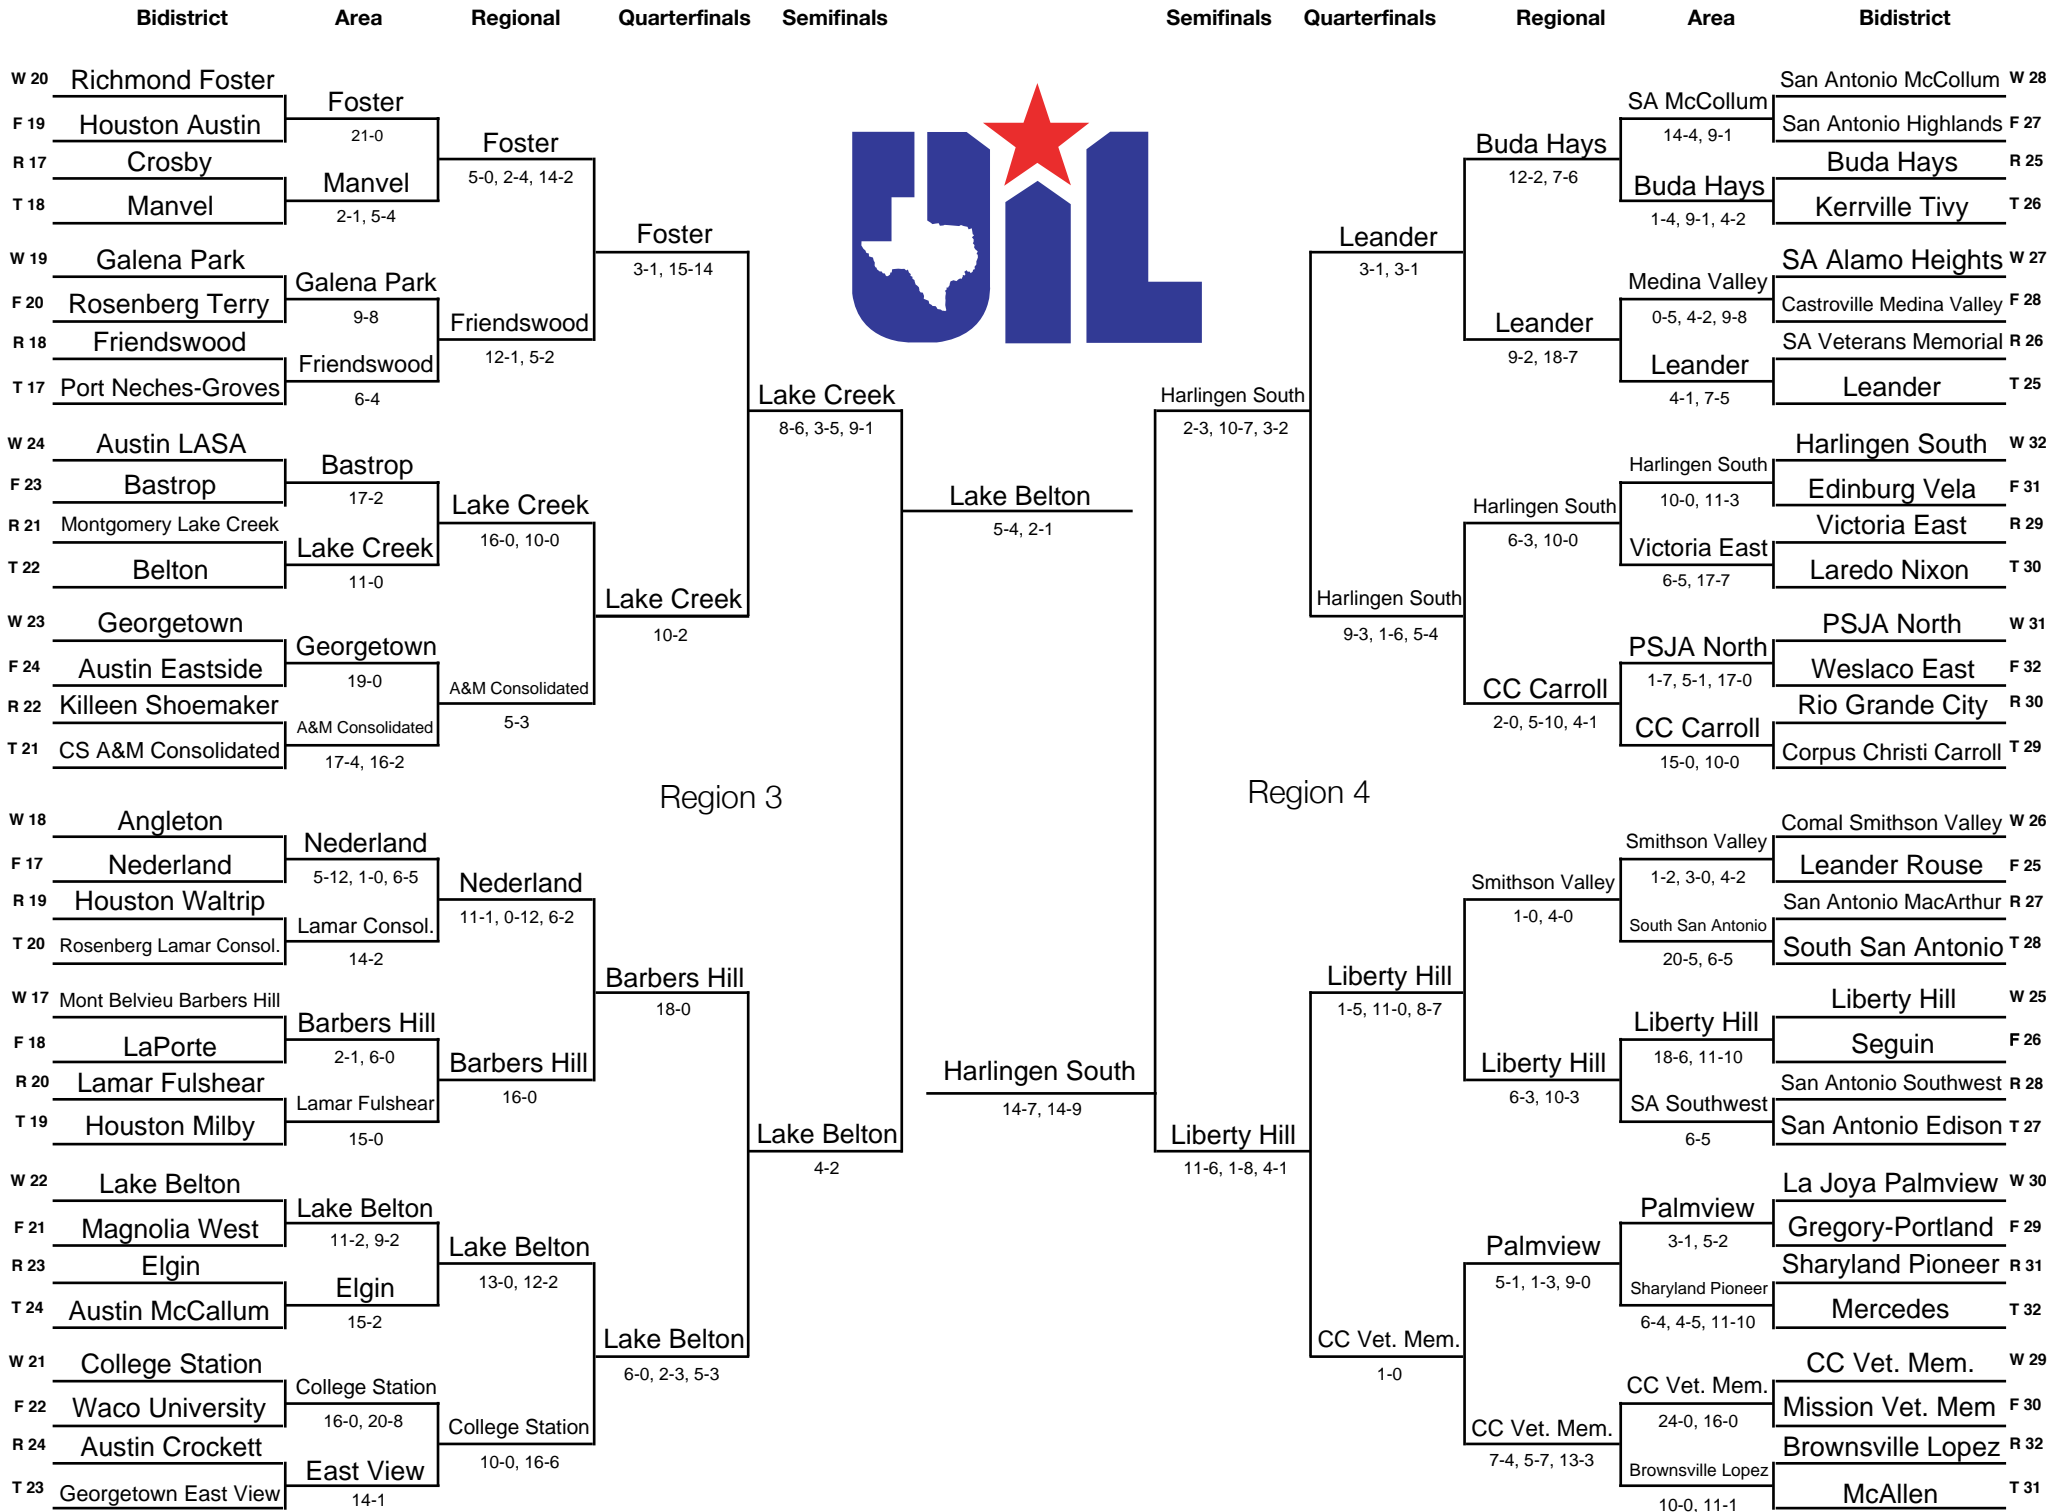 Bidistrict Area Regional Quarterfinals Semifinals Semifinals Quarterfinals Regional Area Bidistrict
W 20 Richmond Foster
Foster
F 19 Houston Austin
21-0
Foster
R 17 Crosby
5-0, 2-4, 14-2
Manvel
T 18 Manvel
2-1, 5-4
Foster
3-1, 15-14
W 19 Galena Park
Galena Park
F 20 Rosenberg Terry
9-8
Friendswood
R 18 Friendswood
12-1, 5-2
Friendswood
T 17 Port Neches-Groves
6-4
Lake Creek
8-6, 3-5, 9-1
W 24 Austin LASA
Bastrop
F 23 Bastrop
17-2
Lake Creek
R 21 Montgomery Lake Creek
16-0, 10-0
Lake Creek
T 22 Belton
11-0
Lake Creek
10-2
W 23 Georgetown
Georgetown
F 24 Austin Eastside
19-0
A&M Consolidated
R 22 Killeen Shoemaker
5-3
A&M Consolidated
T 21 CS A&M Consolidated
17-4, 16-2
Lake Belton
5-4, 2-1
Region 3
W 18 Angleton
Nederland
F 17 Nederland
5-12, 1-0, 6-5
Nederland
R 19 Houston Waltrip
11-1, 0-12, 6-2
Lamar Consol.
T 20 Rosenberg Lamar Consol.
14-2
Barbers Hill
18-0
W 17 Mont Belvieu Barbers Hill
Barbers Hill
F 18 LaPorte
2-1, 6-0
Barbers Hill
R 20 Lamar Fulshear
16-0
Lamar Fulshear
T 19 Houston Milby
15-0
Lake Belton
4-2
W 22 Lake Belton
Lake Belton
F 21 Magnolia West
11-2, 9-2
Lake Belton
R 23 Elgin
13-0, 12-2
Elgin
T 24 Austin McCallum
15-2
Lake Belton
6-0, 2-3, 5-3
W 21 College Station
College Station
F 22 Waco University
16-0, 20-8
College Station
R 24 Austin Crockett
10-0, 16-6
East View
T 23 Georgetown East View
14-1
UIL
San Antonio McCollum W 28
SA McCollum
San Antonio Highlands F 27
14-4, 9-1
Buda Hays
Buda Hays R 25
12-2, 7-6
Buda Hays
Kerrville Tivy T 26
1-4, 9-1, 4-2
Leander
3-1, 3-1
SA Alamo Heights W 27
Medina Valley
Castroville Medina Valley F 28
0-5, 4-2, 9-8
Leander
SA Veterans Memorial R 26
9-2, 18-7
Leander
Leander T 25
4-1, 7-5
Harlingen South
2-3, 10-7, 3-2
Harlingen South W 32
Harlingen South
Edinburg Vela F 31
10-0, 11-3
Harlingen South
Victoria East R 29
6-3, 10-0
Victoria East
Laredo Nixon T 30
6-5, 17-7
Harlingen South
9-3, 1-6, 5-4
PSJA North W 31
PSJA North
Weslaco East F 32
1-7, 5-1, 17-0
CC Carroll
Rio Grande City R 30
2-0, 5-10, 4-1
CC Carroll
Corpus Christi Carroll T 29
15-0, 10-0
Region 4
Harlingen South
14-7, 14-9
Comal Smithson Valley W 26
Smithson Valley
Leander Rouse F 25
1-2, 3-0, 4-2
Smithson Valley
San Antonio MacArthur R 27
1-0, 4-0
South San Antonio
South San Antonio T 28
20-5, 6-5
Liberty Hill
1-5, 11-0, 8-7
Liberty Hill W 25
Liberty Hill
Seguin F 26
18-6, 11-10
Liberty Hill
San Antonio Southwest R 28
6-3, 10-3
SA Southwest
San Antonio Edison T 27
6-5
Liberty Hill
11-6, 1-8, 4-1
La Joya Palmview W 30
Palmview
Gregory-Portland F 29
3-1, 5-2
Palmview
Sharyland Pioneer R 31
5-1, 1-3, 9-0
Sharyland Pioneer
Mercedes T 32
6-4, 4-5, 11-10
CC Vet. Mem.
1-0
CC Vet. Mem. W 29
CC Vet. Mem.
Mission Vet. Mem F 30
24-0, 16-0
CC Vet. Mem.
Brownsville Lopez R 32
7-4, 5-7, 13-3
Brownsville Lopez
McAllen T 31
10-0, 11-1